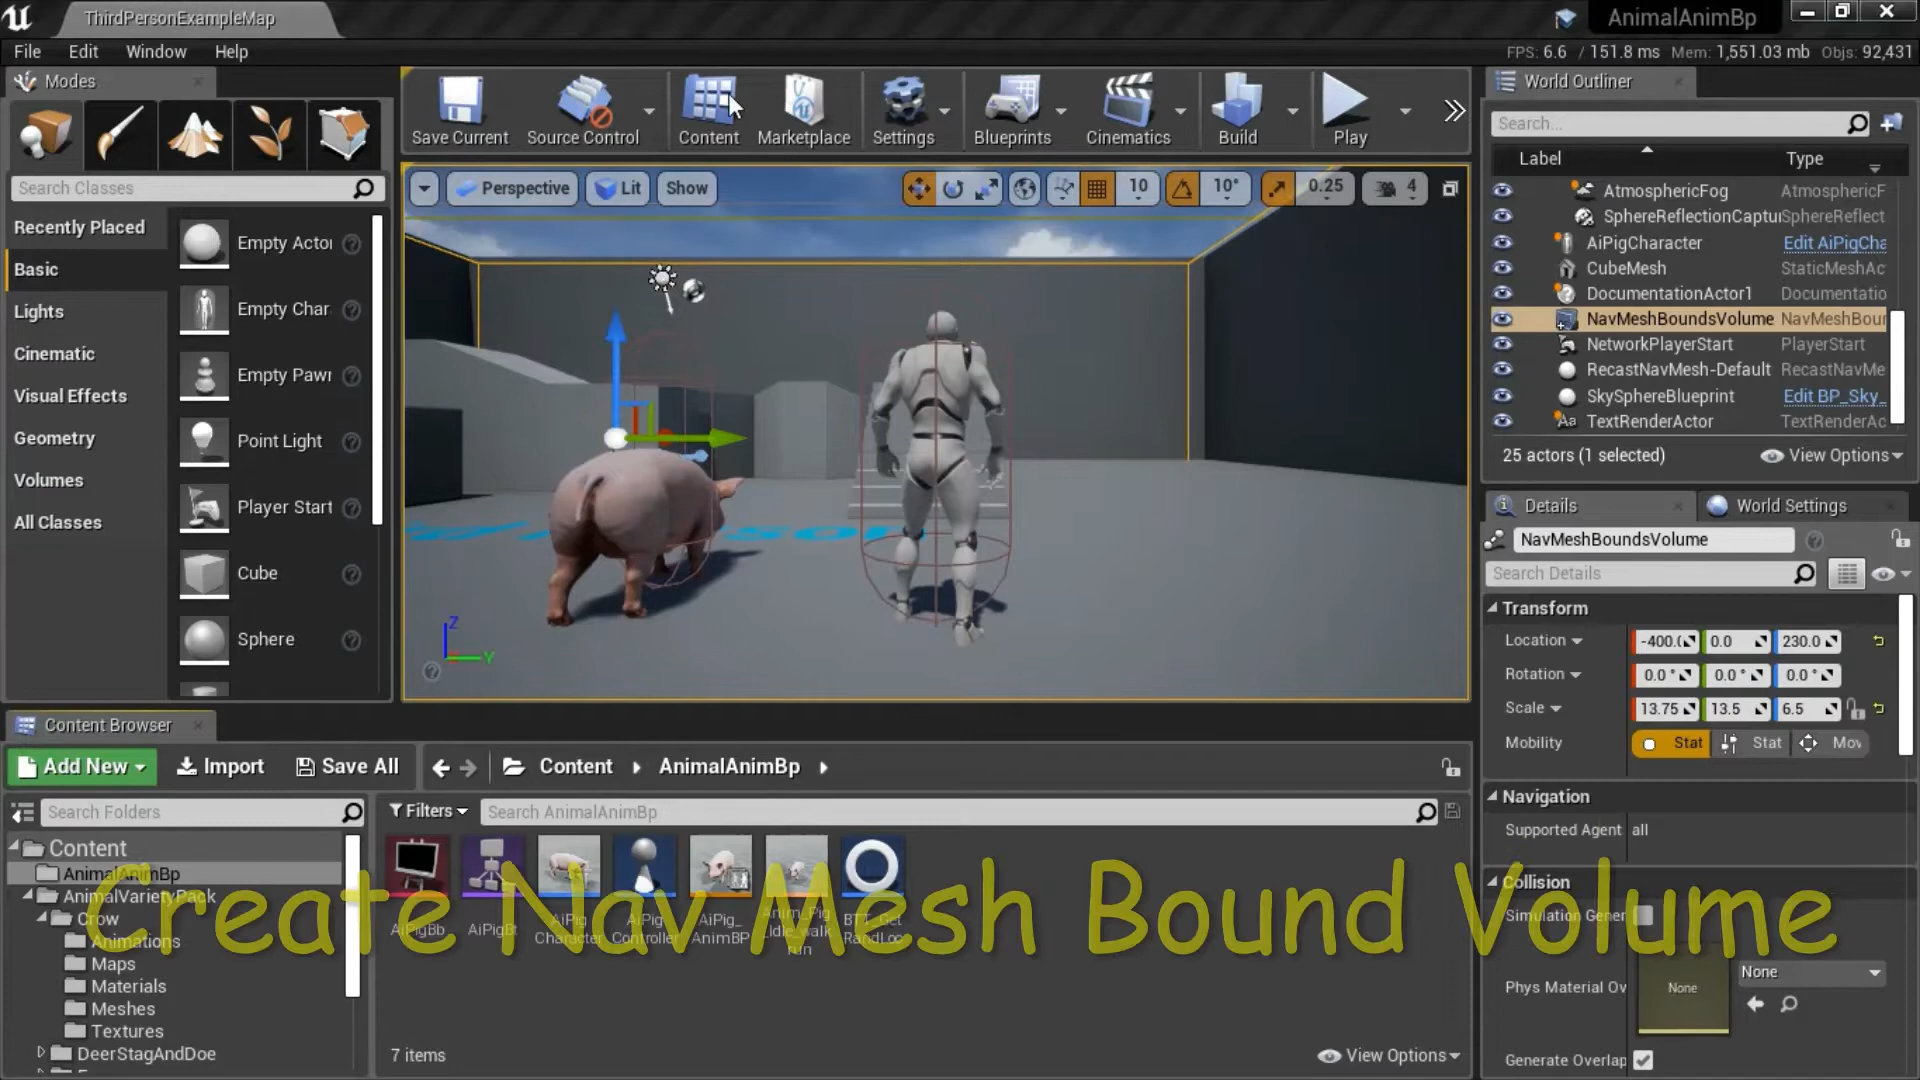 ThirdPersonExampleMap
AnimalAnimBp
File Edit Window Help
FPS: 6.6 / 151.8 ms Mem: 1,551.03 mb Objs: 92,431
Modes
Save Current
Source Control
Content
Marketplace
Settings
Blueprints
Cinematics
Build
Play
World Outliner
Search...
Label
Type
Search Classes
Recently Placed
Basic
Lights
Cinematic
Visual Effects
Geometry
Volumes
All Classes
Empty Actor
Empty Char
Empty Pawn
Point Light
Player Start
Cube
Sphere
Perspective
Lit
Show
10
10°
0.25
4
Z
Y
AtmosphericFog AtmosphericF
SphereReflectionCaptur SphereReflect
AiPigCharacter Edit AiPigCha
CubeMesh StaticMeshAc
DocumentationActor1 Documentatio
NavMeshBoundsVolume NavMeshBour
NetworkPlayerStart PlayerStart
RecastNavMesh-Default RecastNavMe
SkySphereBlueprint Edit BP_Sky_
TextRenderActor TextRenderAc
25 actors (1 selected)
View Options
Details
World Settings
NavMeshBoundsVolume
Search Details
Transform
Location -400.0 0.0 230.0
Rotation 0.0 ° 0.0 ° 0.0 °
Scale 13.75 13.5 6.5
Mobility Stat Stat Mov
Navigation
Supported Agent all
Collision
Simulation Gener
Phys Material Ov
None
None
Generate Overlap
Content Browser
Add New
Import
Save All
Content
AnimalAnimBp
Search Folders
Filters
Search AnimalAnimBp
Content
AnimalAnimBp
AnimalVarietyPack
Crow
Animations
Maps
Materials
Meshes
Textures
DeerStagAndDoe
AiPigBb
AiPigBt
AiPig Character
AiPig Controller
AiPig_ AnimBP
Anim_Pig _Idle_walk
BTT_Get RandLoc
7 items
View Options
Create Nav Mesh Bound Volume